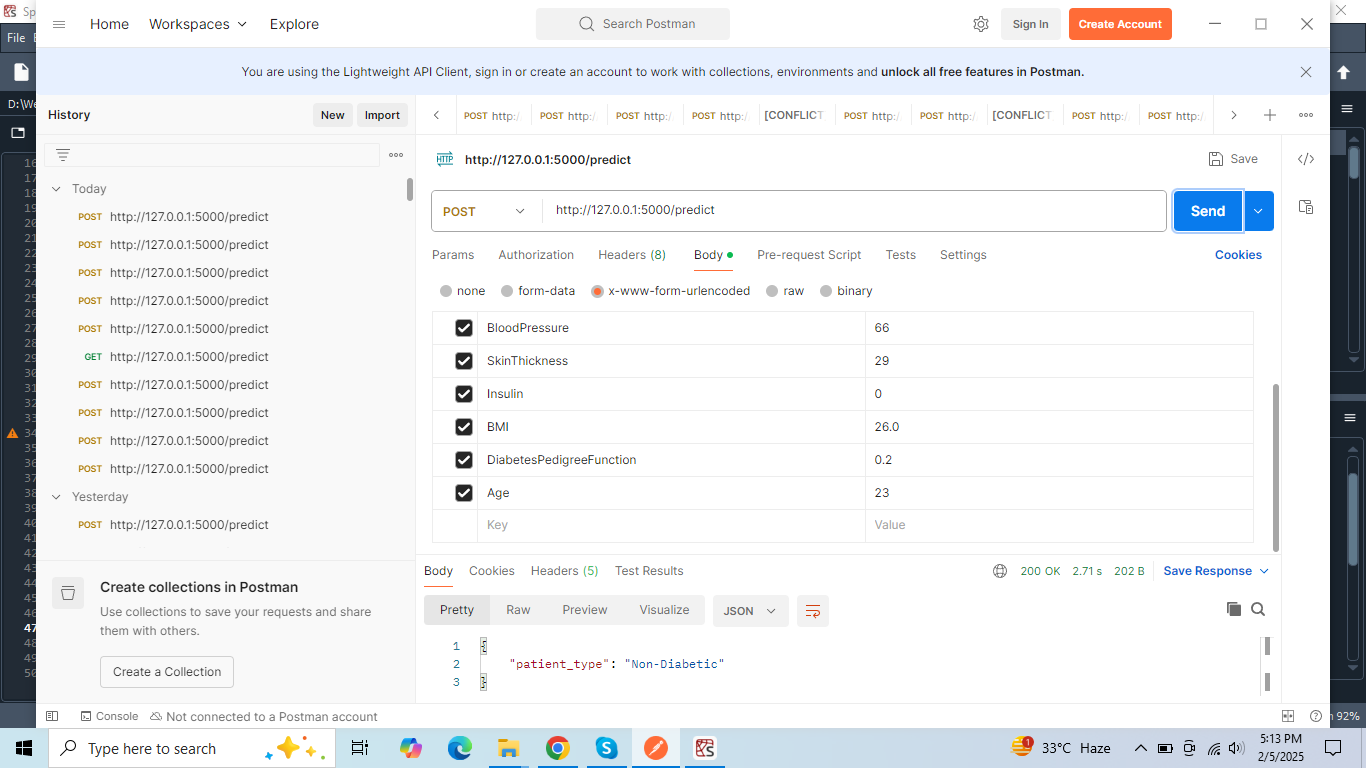 Sp
File
D:\We
Home Workspaces Explore Search Postman Sign In Create Account
You are using the Lightweight API Client, sign in or create an account to work with collections, environments and unlock all free features in Postman.
History New Import
POST http:/ POST http:/ POST http:/ POST http:/ [CONFLICT POST http:/ POST http:/ [CONFLICT POST http:/ POST http:/
HTTP http://127.0.0.1:5000/predict Save
Today
POST http://127.0.0.1:5000/predict
POST http://127.0.0.1:5000/predict
POST http://127.0.0.1:5000/predict
POST http://127.0.0.1:5000/predict
POST http://127.0.0.1:5000/predict
GET http://127.0.0.1:5000/predict
POST http://127.0.0.1:5000/predict
POST http://127.0.0.1:5000/predict
POST http://127.0.0.1:5000/predict
POST http://127.0.0.1:5000/predict
Yesterday
POST http://127.0.0.1:5000/predict
Create collections in Postman
Use collections to save your requests and share
them with others.
Create a Collection
POST http://127.0.0.1:5000/predict Send
Params Authorization Headers (8) Body Pre-request Script Tests Settings Cookies
none form-data x-www-form-urlencoded raw binary
BloodPressure 66
SkinThickness 29
Insulin 0
BMI 26.0
DiabetesPedigreeFunction 0.2
Age 23
Key Value
Body Cookies Headers (5) Test Results 200 OK 2.71 s 202 B Save Response
Pretty Raw Preview Visualize JSON
1 {
2 "patient_type": "Non-Diabetic"
3 }
Console Not connected to a Postman account
92%
Type here to search
33°C Haze
5:13 PM
2/5/2025